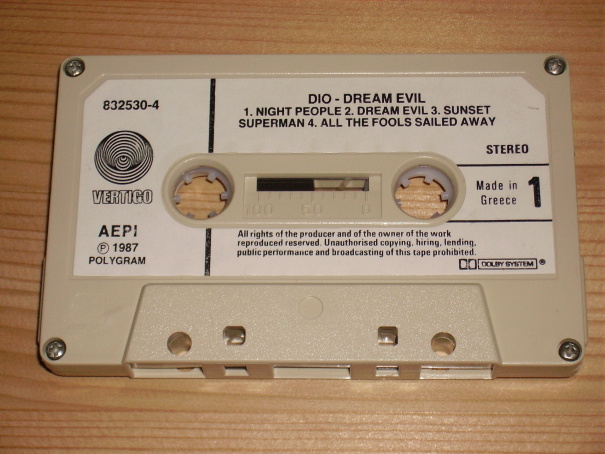 832530-4
DIO - DREAM EVIL
1. NIGHT PEOPLE 2. DREAM EVIL 3. SUNSET
SUPERMAN 4. ALL THE FOOLS SAILED AWAY
STEREO
VERTIGO
100 50 0
Made in
Greece
1
AEPI
Ⓟ 1987
POLYGRAM
All rights of the producer and of the owner of the work
reproduced reserved. Unauthorised copying, hiring, lending,
public performance and broadcasting of this tape prohibited.
DOLBY SYSTEM ®